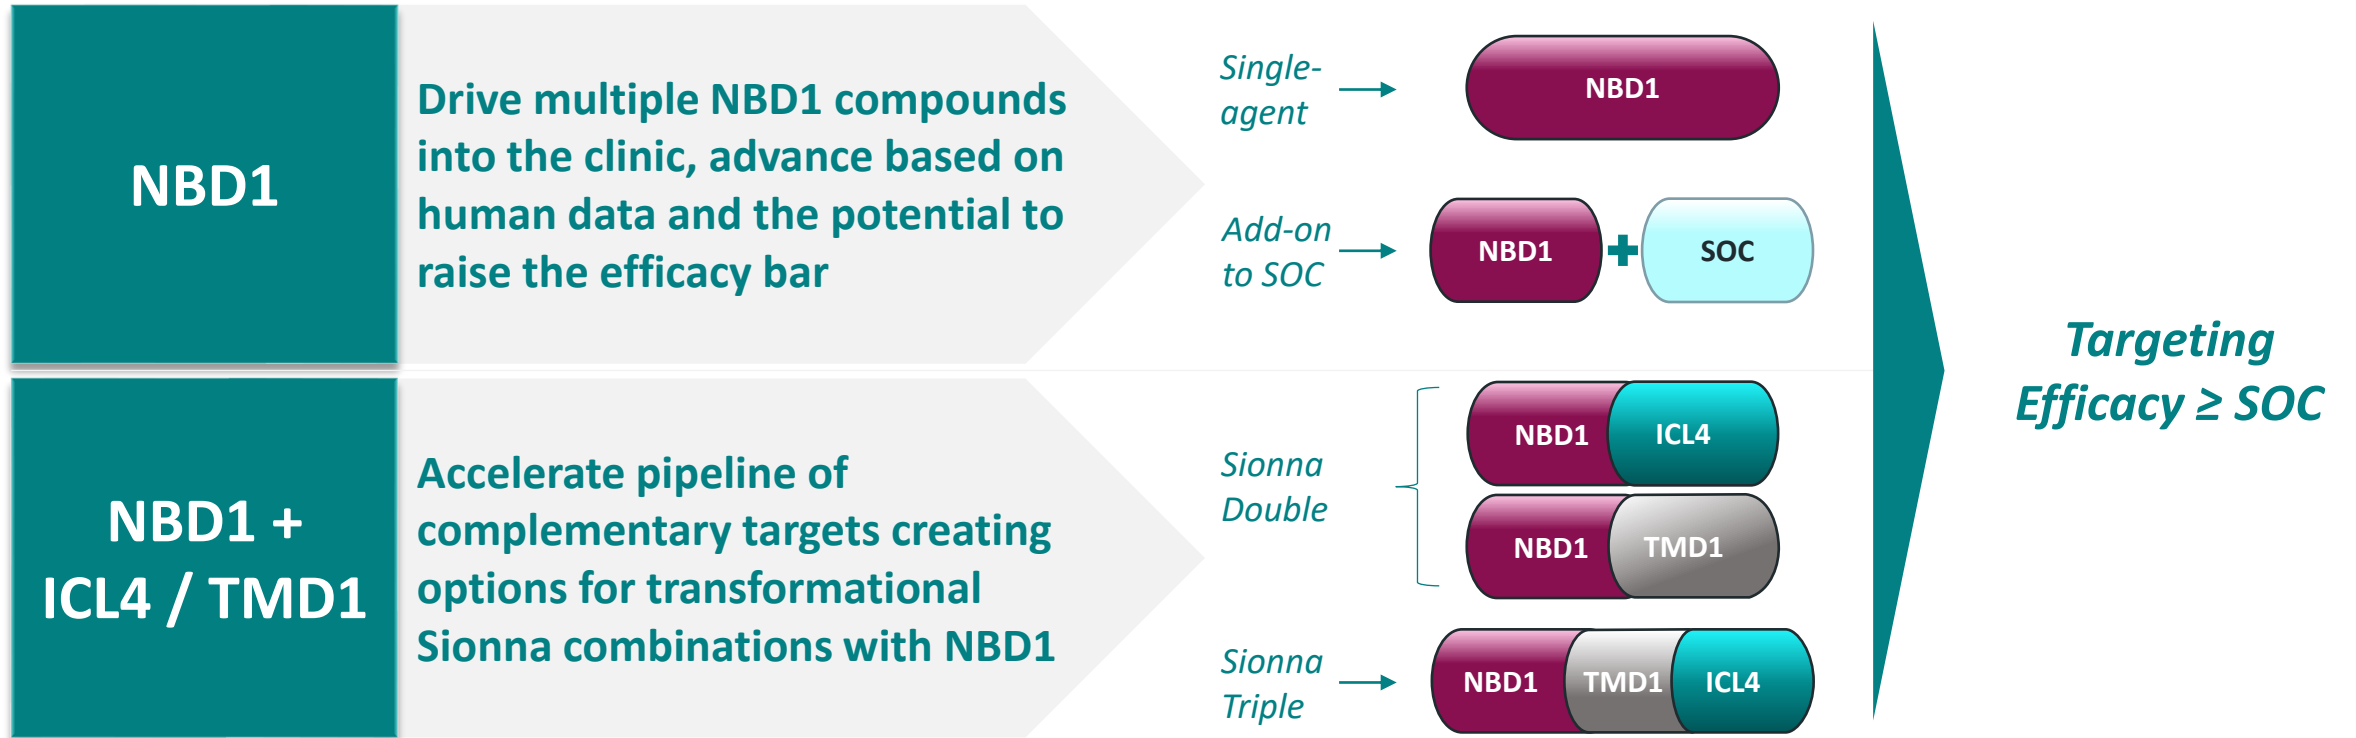 NBD1
Drive multiple NBD1 compounds
into the clinic, advance based on
human data and the potential to
raise the efficacy bar
Single-
agent
NBD1
Add-on
to SOC
NBD1
SOC
NBD1 +
ICL4 / TMD1
Accelerate pipeline of
complementary targets creating
options for transformational
Sionna combinations with NBD1
Sionna
Double
NBD1 ICL4
NBD1 TMD1
Sionna
Triple
NBD1 TMD1 ICL4
Targeting
Efficacy ≥ SOC